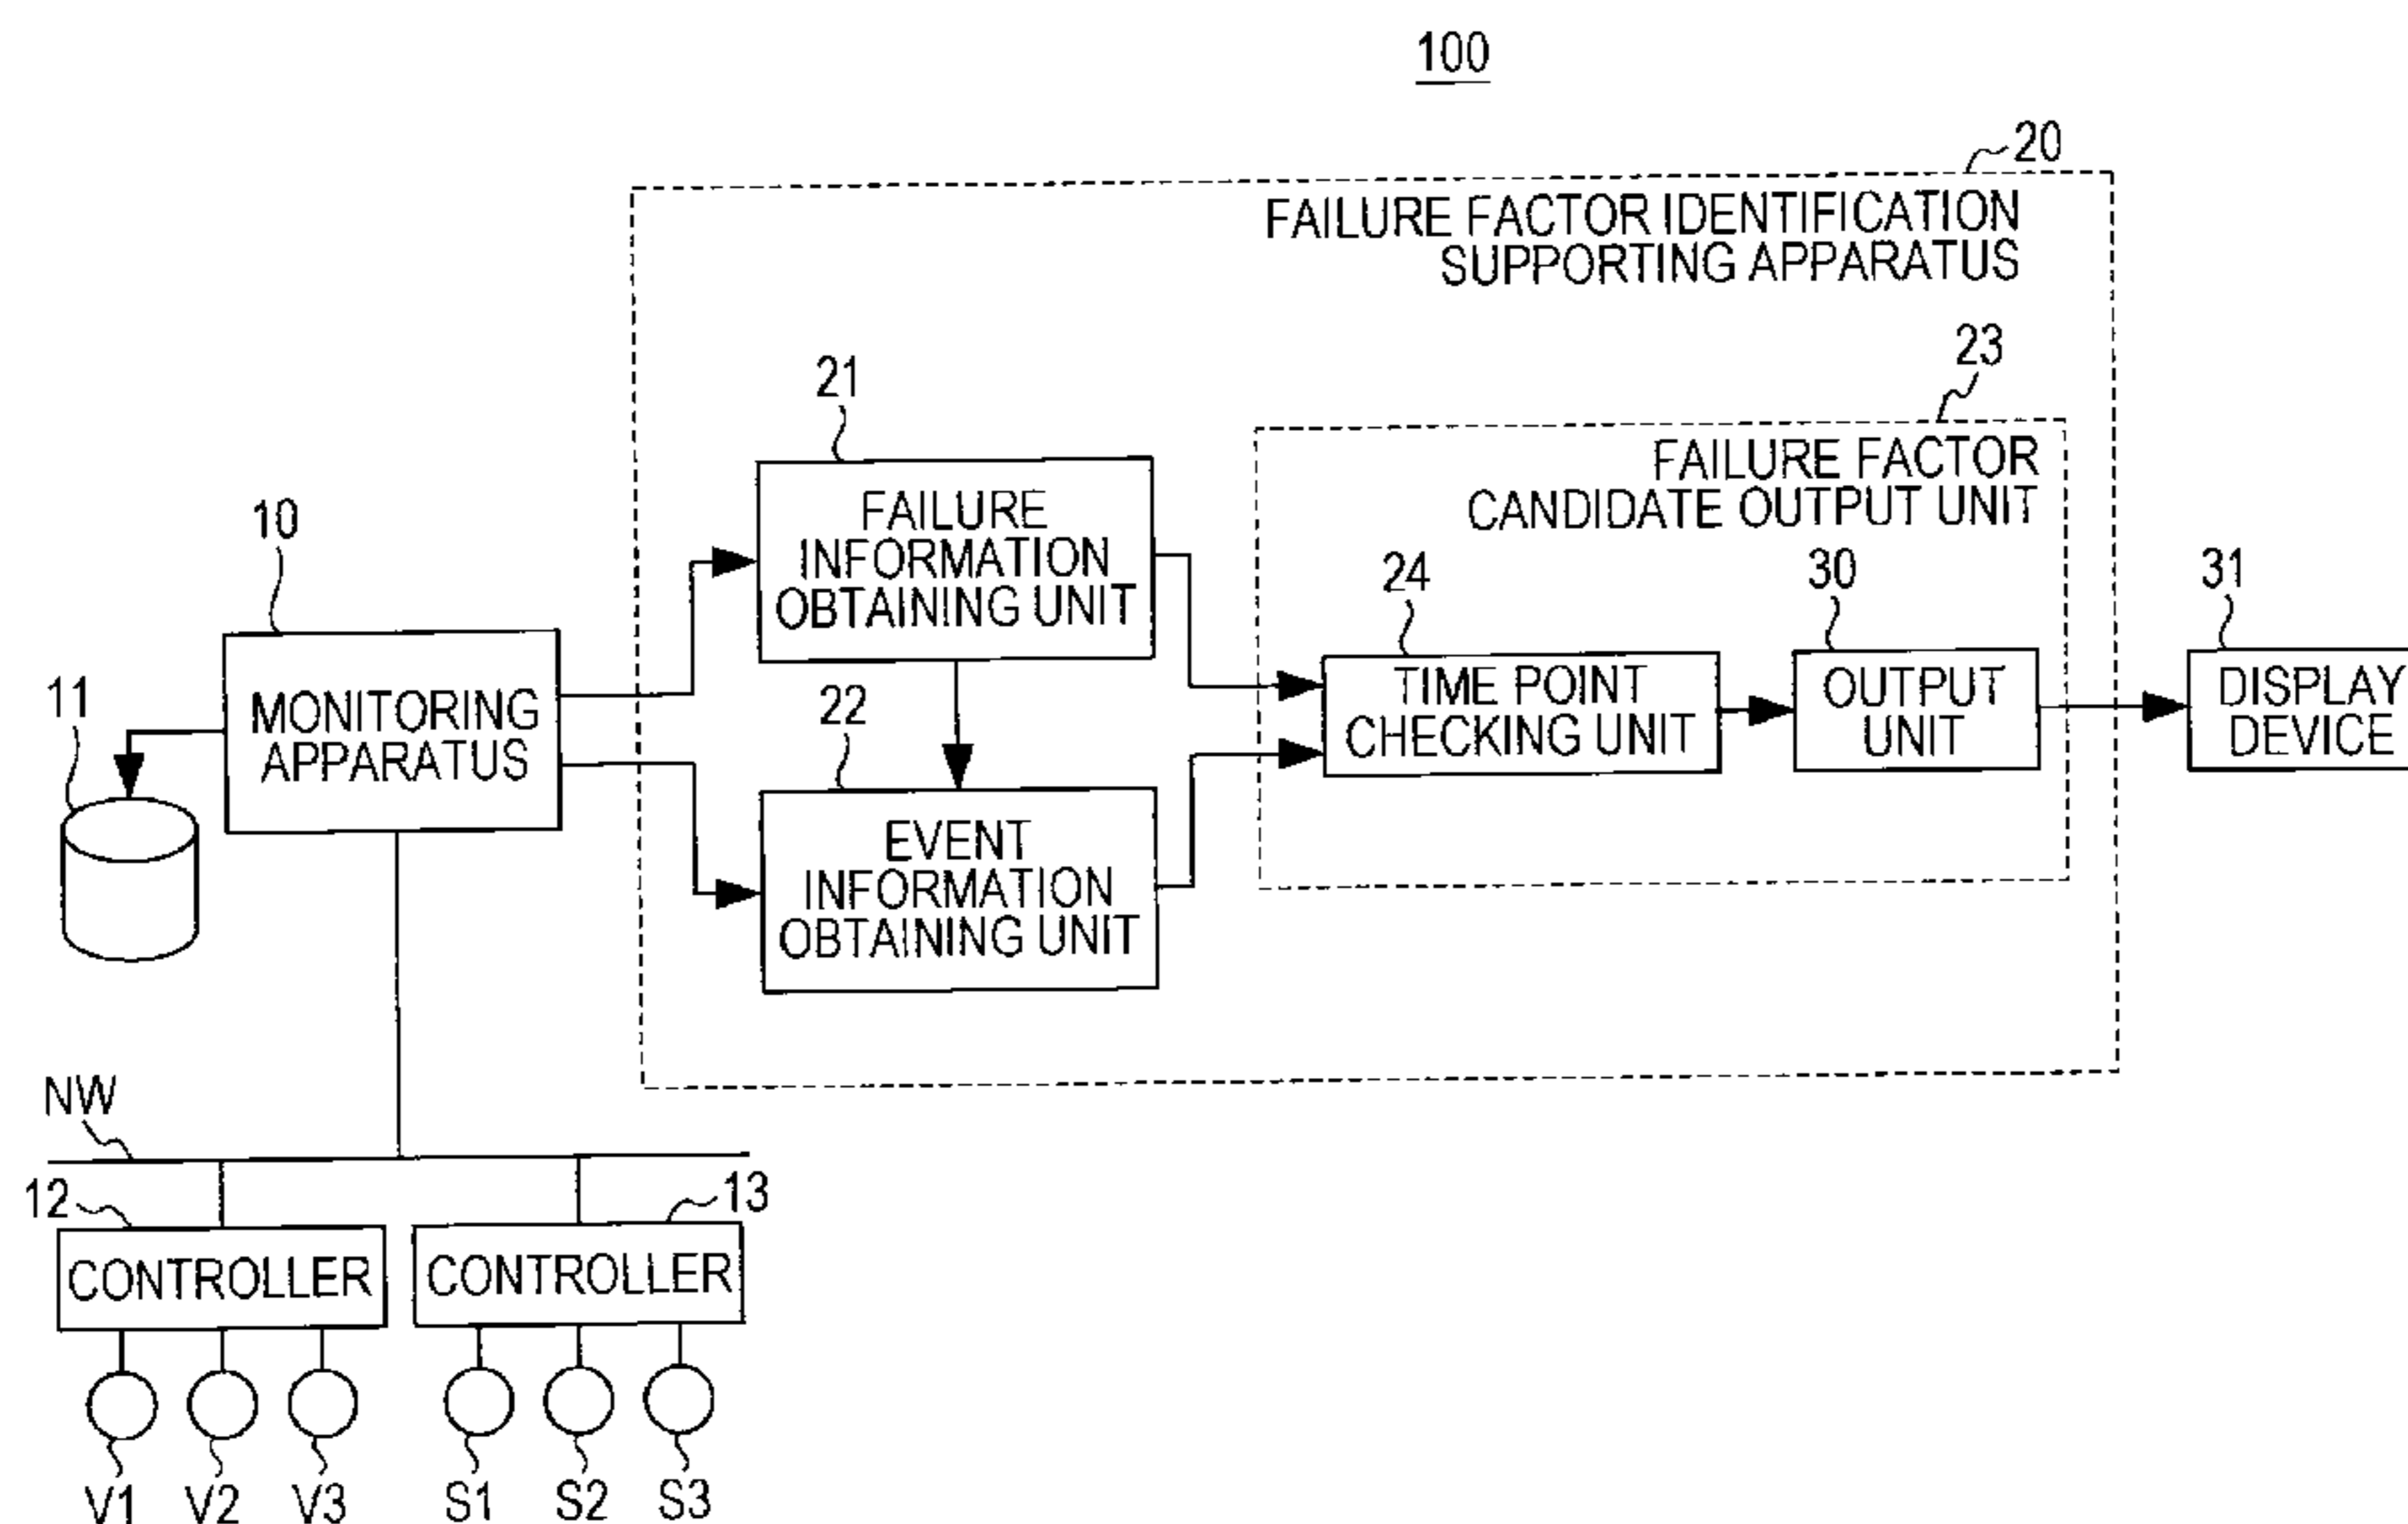 100
20
FAILURE FACTOR IDENTIFICATION
SUPPORTING APPARATUS
23
FAILURE FACTOR
CANDIDATE OUTPUT UNIT
21
FAILURE
INFORMATION
OBTAINING UNIT
10
MONITORING
APPARATUS
11
24
TIME POINT
CHECKING UNIT
30
OUTPUT
UNIT
31
DISPLAY
DEVICE
22
EVENT
INFORMATION
OBTAINING UNIT
NW
12
CONTROLLER
13
CONTROLLER
V1 V2 V3 S1 S2 S3